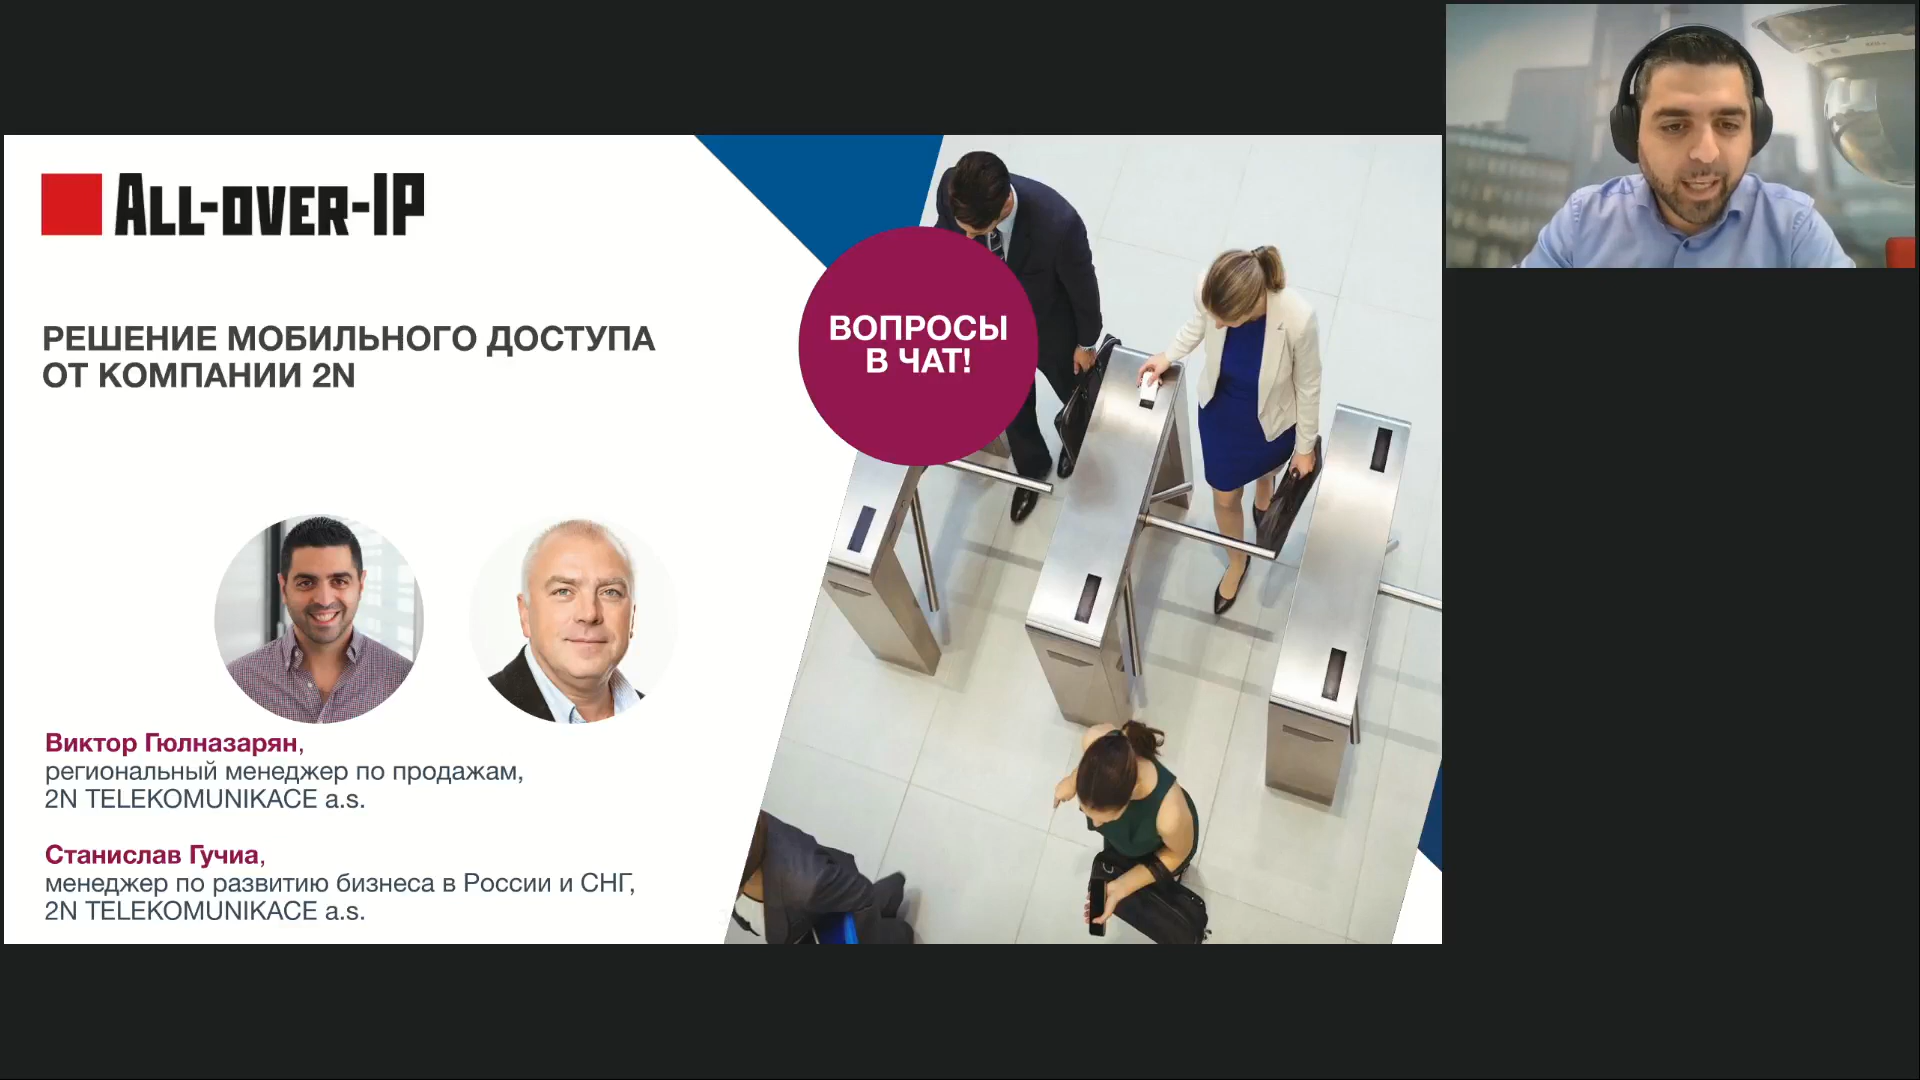 ALL-OVER-IP
РЕШЕНИЕ МОБИЛЬНОГО ДОСТУПА
ОТ КОМПАНИИ 2N
ВОПРОСЫ
В ЧАТ!
Виктор Гюлназарян,
региональный менеджер по продажам,
2N TELEKOMUNIKACE a.s.
Станислав Гучиа,
менеджер по развитию бизнеса в России и СНГ,
2N TELEKOMUNIKACE a.s.